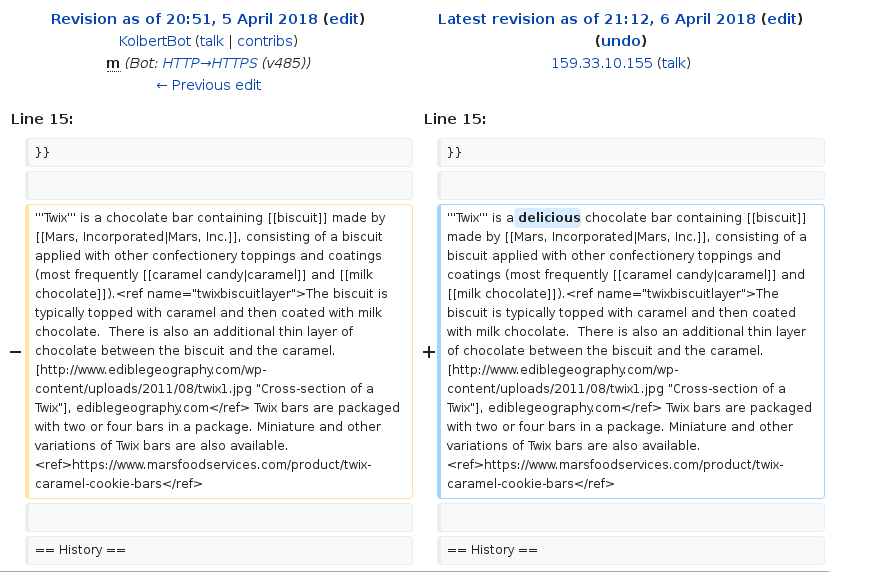 Revision as of 20:51, 5 April 2018 (edit)
KolbertBot (talk | contribs)
m (Bot: HTTP→HTTPS (v485))
← Previous edit
Latest revision as of 21:12, 6 April 2018 (edit)
(undo)
159.33.10.155 (talk)
Line 15:
Line 15:
}}
}}
− '''Twix''' is a chocolate bar containing [[biscuit]] made by
[[Mars, Incorporated|Mars, Inc.]], consisting of a biscuit
applied with other confectionery toppings and coatings
(most frequently [[caramel candy|caramel]] and [[milk
chocolate]]).<ref name="twixbiscuitlayer">The biscuit is
typically topped with caramel and then coated with milk
chocolate.  There is also an additional thin layer of
chocolate between the biscuit and the caramel.
[http://www.ediblegeography.com/wp-
content/uploads/2011/08/twix1.jpg "Cross-section of a
Twix"], ediblegeography.com</ref> Twix bars are packaged
with two or four bars in a package. Miniature and other
variations of Twix bars are also available.
<ref>https://www.marsfoodservices.com/product/twix-
caramel-cookie-bars</ref>
+ '''Twix''' is a delicious chocolate bar containing [[biscuit]]
made by [[Mars, Incorporated|Mars, Inc.]], consisting of a
biscuit applied with other confectionery toppings and
coatings (most frequently [[caramel candy|caramel]] and
[[milk chocolate]]).<ref name="twixbiscuitlayer">The
biscuit is typically topped with caramel and then coated
with milk chocolate.  There is also an additional thin layer
of chocolate between the biscuit and the caramel.
[http://www.ediblegeography.com/wp-
content/uploads/2011/08/twix1.jpg "Cross-section of a
Twix"], ediblegeography.com</ref> Twix bars are packaged
with two or four bars in a package. Miniature and other
variations of Twix bars are also available.
<ref>https://www.marsfoodservices.com/product/twix-
caramel-cookie-bars</ref>
== History ==
== History ==